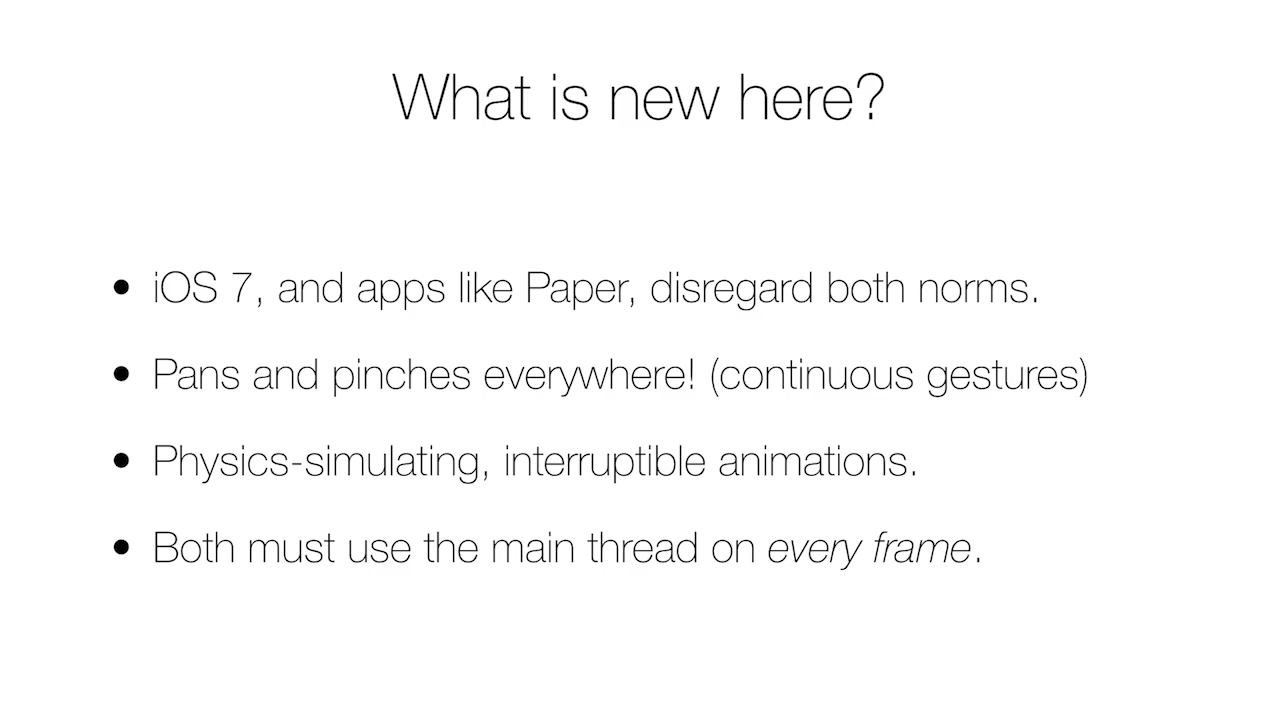 What is new here?
• iOS 7, and apps like Paper, disregard both norms.
• Pans and pinches everywhere! (continuous gestures)
• Physics-simulating, interruptible animations.
• Both must use the main thread on every frame.